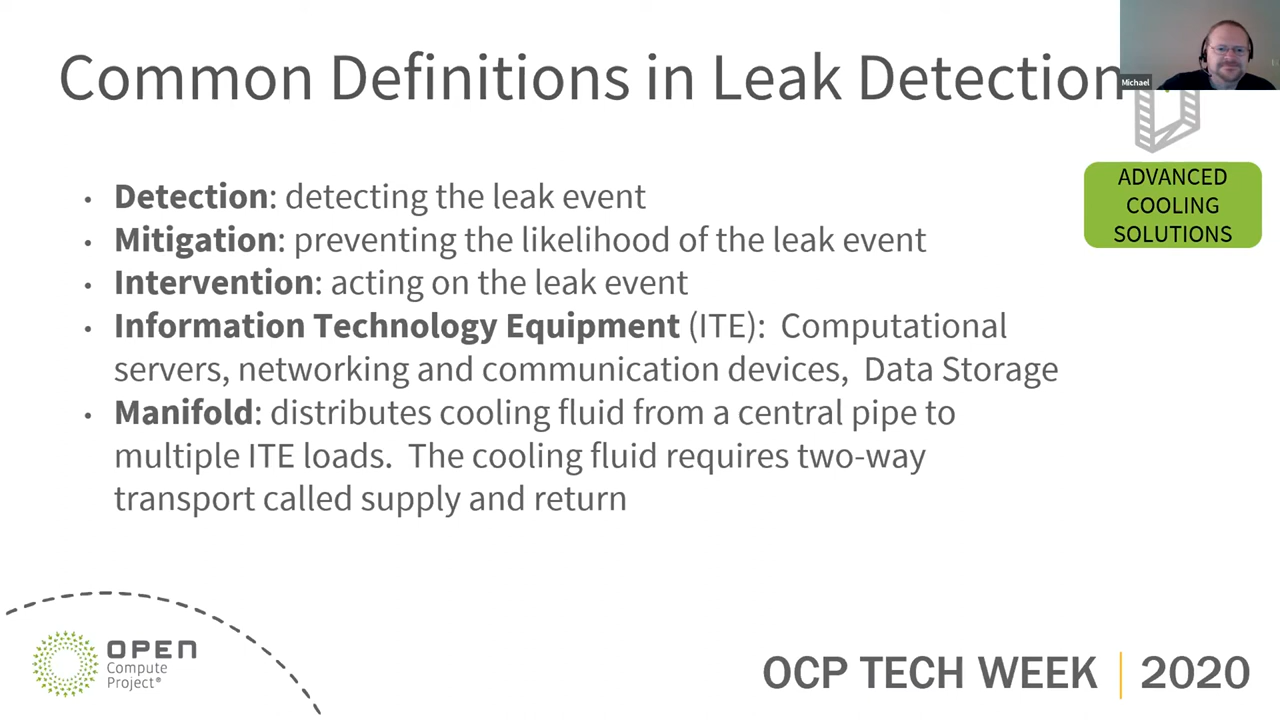 Common Definitions in Leak Detection
Michael
ADVANCED
COOLING
SOLUTIONS
• Detection: detecting the leak event
• Mitigation: preventing the likelihood of the leak event
• Intervention: acting on the leak event
• Information Technology Equipment (ITE):  Computational
servers, networking and communication devices,  Data Storage
• Manifold: distributes cooling fluid from a central pipe to
multiple ITE loads.  The cooling fluid requires two-way
transport called supply and return
OPEN
Compute
Project®
OCP TECH WEEK | 2020